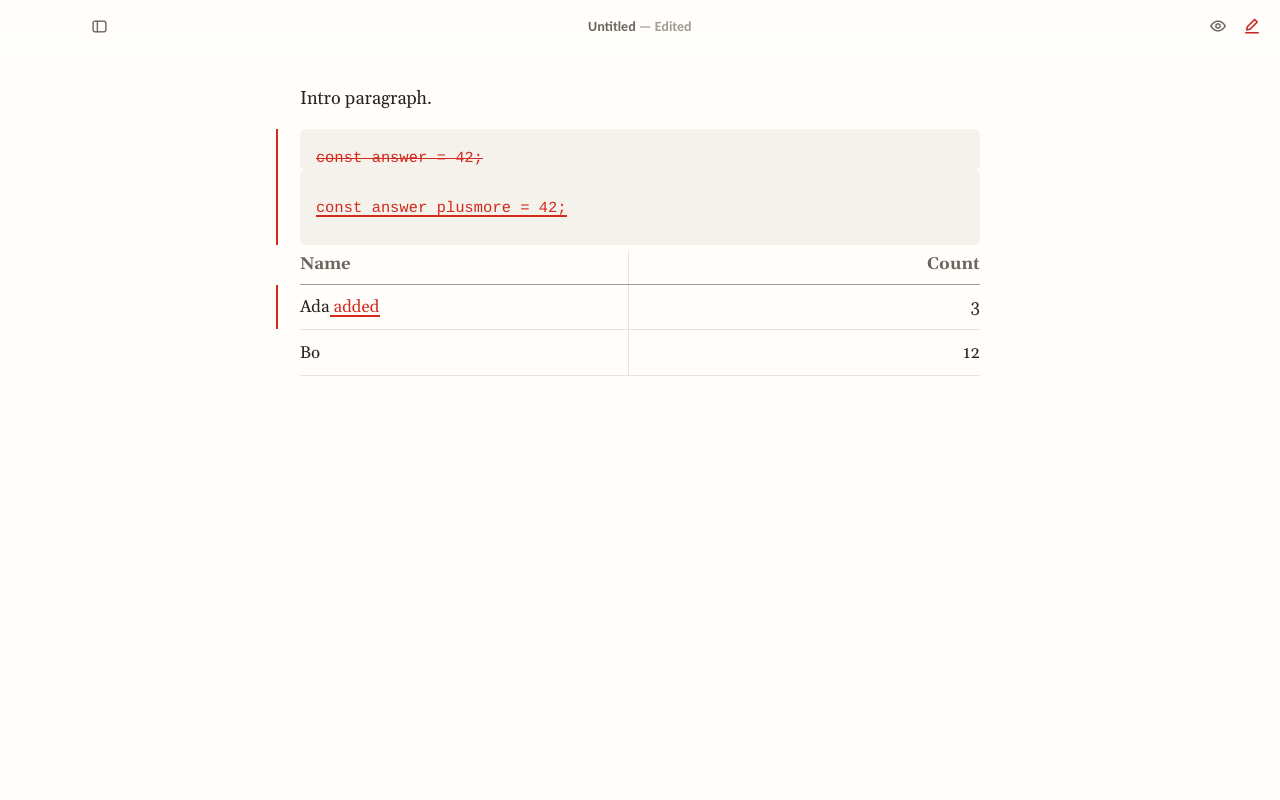 Untitled — Edited
Intro paragraph.
const answer = 42;
const answer plusmore = 42;
Name Count
Ada added 3
Bo 12